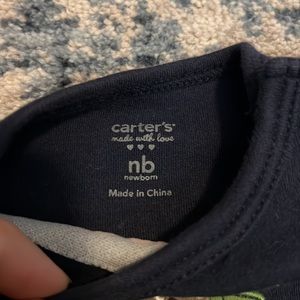 carter's
made with love
♥ ♥ ♥
nb
newborn
Made in China